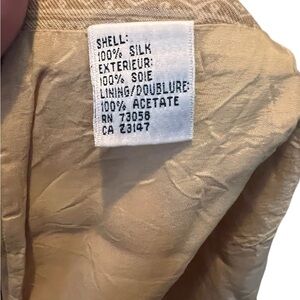 SHELL:
100% SILK
EXTERIEUR:
100% SOIE
LINING/DOUBLURE:
100% ACETATE
RN 73058
CA 23147